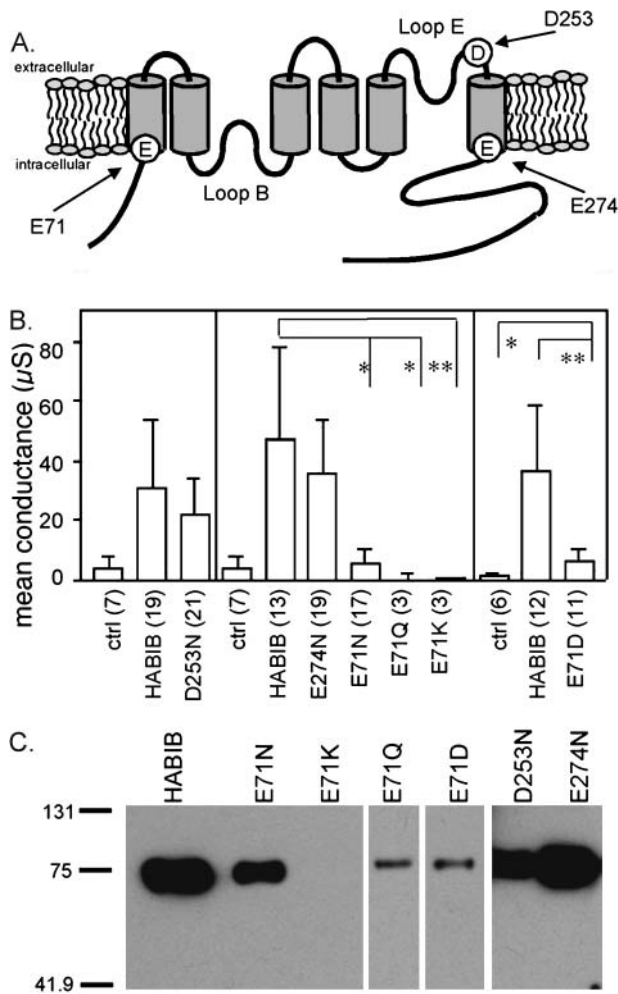 A.
Loop E
D253
extracellular
D
E
E
intracellular
Loop B
E71
E274
B.
mean conductance (µS)
80
60
40
20
0
*
*
**
*
**
ctrl (7)
HABIB (19)
D253N (21)
ctrl (7)
HABIB (13)
E274N (19)
E71N (17)
E71Q (3)
E71K (3)
ctrl (6)
HABIB (12)
E71D (11)
C.
HABIB
E71N
E71K
E71Q
E71D
D253N
E274N
131
75
41.9